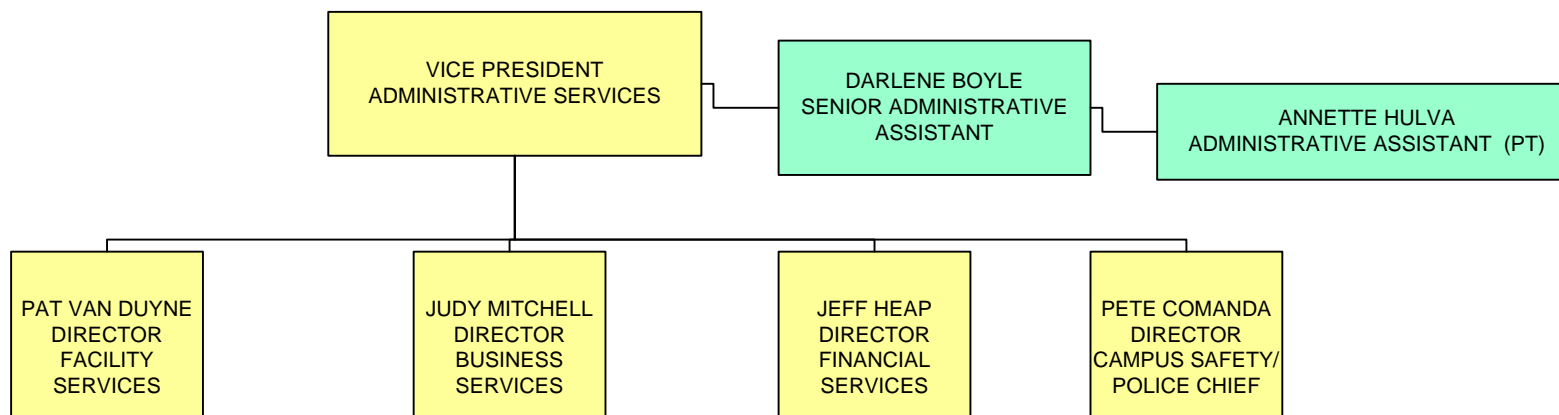 VICE PRESIDENT
ADMINISTRATIVE SERVICES
DARLENE BOYLE
SENIOR ADMINISTRATIVE
ASSISTANT
ANNETTE HULVA
ADMINISTRATIVE ASSISTANT (PT)
PAT VAN DUYNE
DIRECTOR
FACILITY
SERVICES
JUDY MITCHELL
DIRECTOR
BUSINESS
SERVICES
JEFF HEAP
DIRECTOR
FINANCIAL
SERVICES
PETE COMANDA
DIRECTOR
CAMPUS SAFETY/
POLICE CHIEF